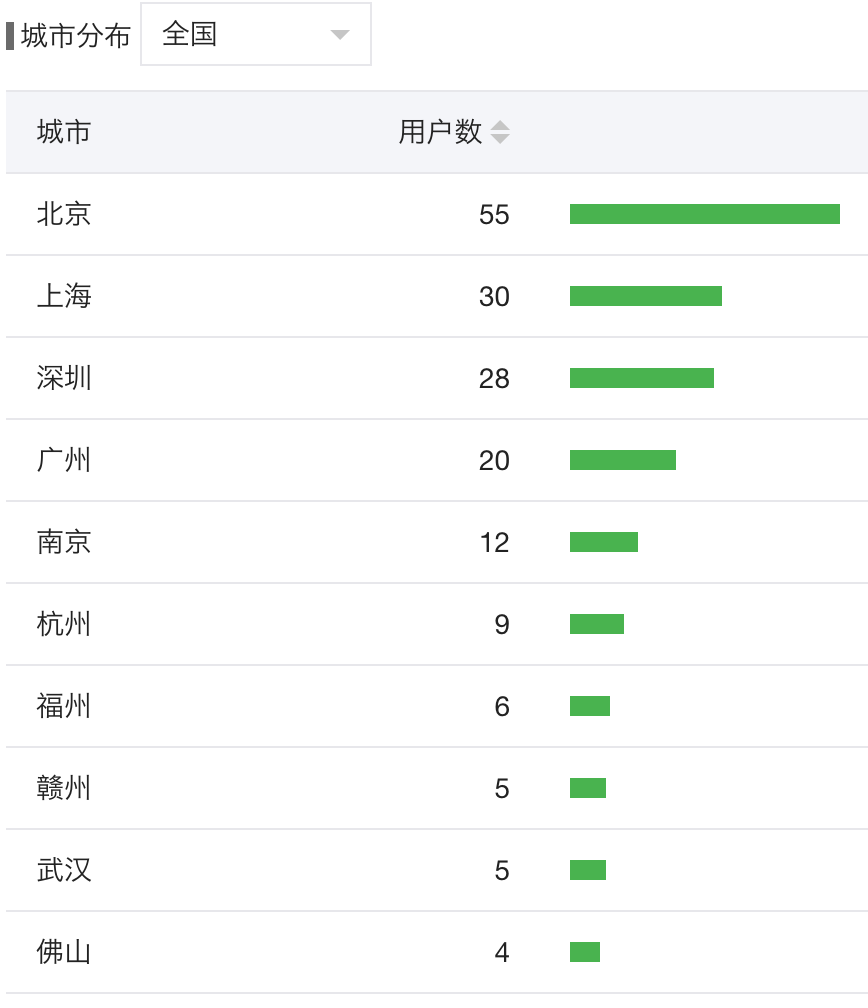 城市分布 全国
城市 用户数
北京 55
上海 30
深圳 28
广州 20
南京 12
杭州 9
福州 6
赣州 5
武汉 5
佛山 4